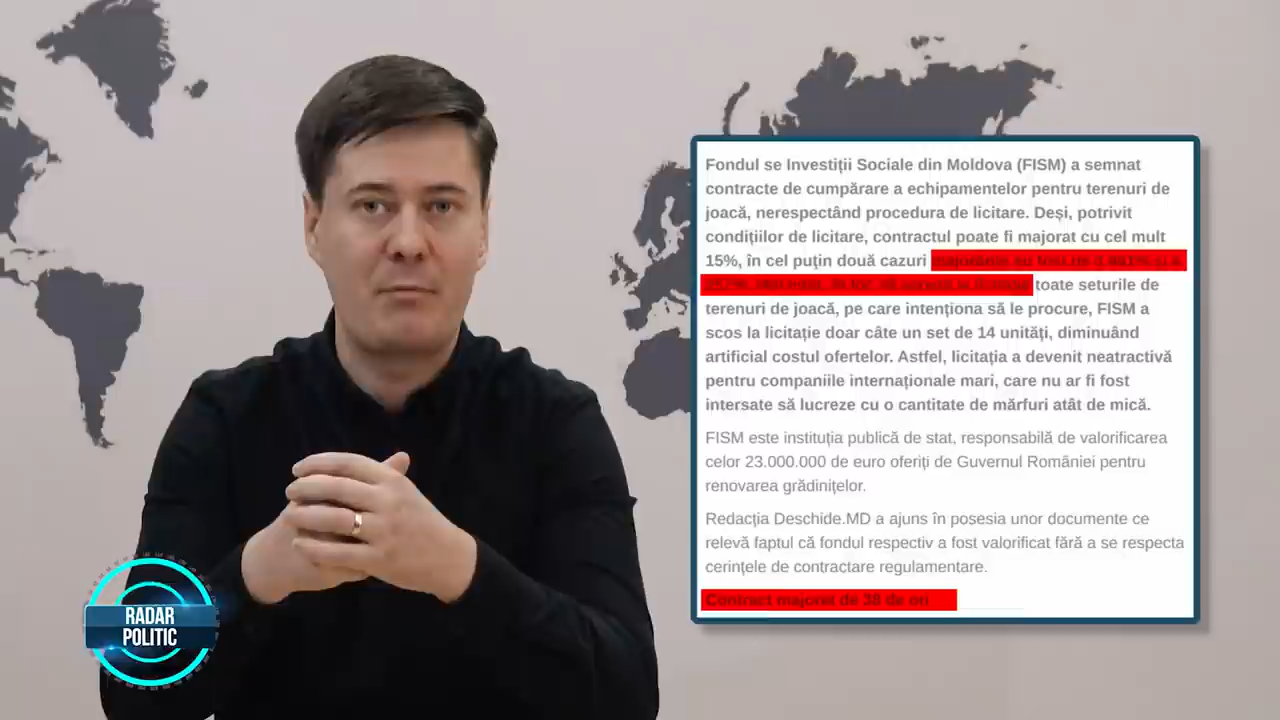 Fondul se Investiții Sociale din Moldova (FISM) a semnat
contracte de cumpărare a echipamentelor pentru terenuri de
joacă, nerespectând procedura de licitare. Deși, potrivit
condițiilor de licitare, contractul poate fi majorat cu cel mult
15%, în cel puţin două cazuri majorările au fost de
toate seturile de
terenuri de joacă, pe care intenționa să le procure, FISM a
scos la licitație doar câte un set de 14 unități, diminuând
artificial costul ofertelor. Astfel, licitația a devenit neatractivă
pentru companiile internaționale mari, care nu ar fi fost
intersate să lucreze cu o cantitate de mărfuri atât de mică.
FISM este instituția publică de stat, responsabilă de valorificarea
celor 23.000.000 de euro oferiți de Guvernul României pentru
renovarea grădinițelor.
Redacția Deschide.MD a ajuns în posesia unor documente ce
relevă faptul că fondul respectiv a fost valorificat fără a se respecta
cerințele de contractare regulamentare.
Contract majorat de 38 de ori
RADAR
POLITIC